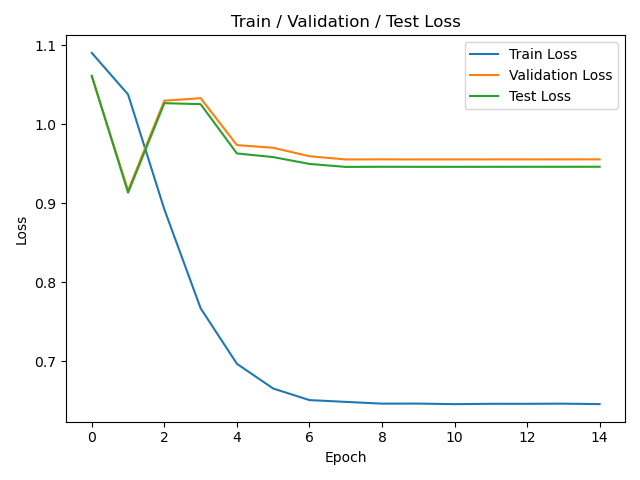 Train / Validation / Test Loss
1.1
1.0
0.9
0.8
0.7
Loss
Train Loss
Validation Loss
Test Loss
0 2 4 6 8 10 12 14
Epoch